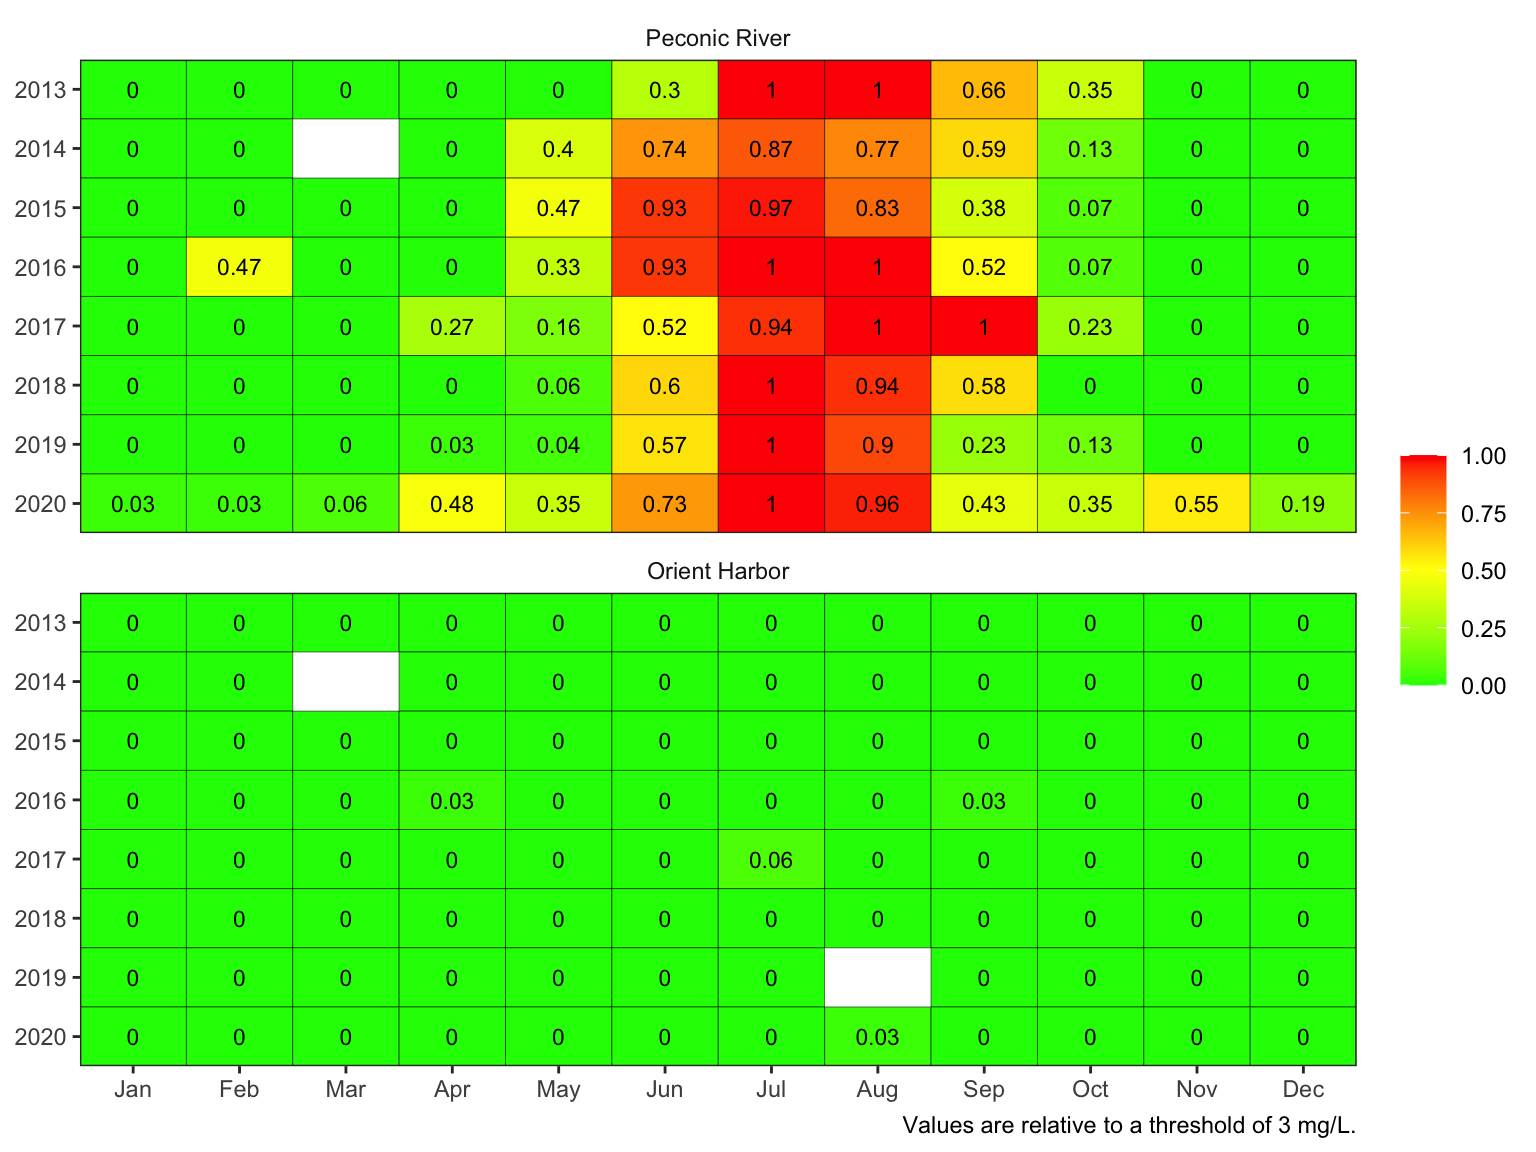 Peconic River
2013 0 0 0 0 0 0.3 1 1 0.66 0.35 0 0
2014 0 0 0 0.4 0.74 0.87 0.77 0.59 0.13 0 0
2015 0 0 0 0 0.47 0.93 0.97 0.83 0.38 0.07 0 0
2016 0 0.47 0 0 0.33 0.93 1 1 0.52 0.07 0 0
2017 0 0 0 0.27 0.16 0.52 0.94 1 1 0.23 0 0
2018 0 0 0 0 0.06 0.6 1 0.94 0.58 0 0 0
2019 0 0 0 0.03 0.04 0.57 1 0.9 0.23 0.13 0 0
2020 0.03 0.03 0.06 0.48 0.35 0.73 1 0.96 0.43 0.35 0.55 0.19
Orient Harbor
2013 0 0 0 0 0 0 0 0 0 0 0 0
2014 0 0 0 0 0 0 0 0 0 0 0
2015 0 0 0 0 0 0 0 0 0 0 0 0
2016 0 0 0 0.03 0 0 0 0 0.03 0 0 0
2017 0 0 0 0 0 0 0.06 0 0 0 0 0
2018 0 0 0 0 0 0 0 0 0 0 0 0
2019 0 0 0 0 0 0 0 0 0 0 0
2020 0 0 0 0 0 0 0 0.03 0 0 0 0
Jan Feb Mar Apr May Jun Jul Aug Sep Oct Nov Dec
Values are relative to a threshold of 3 mg/L.
1.00
0.75
0.50
0.25
0.00